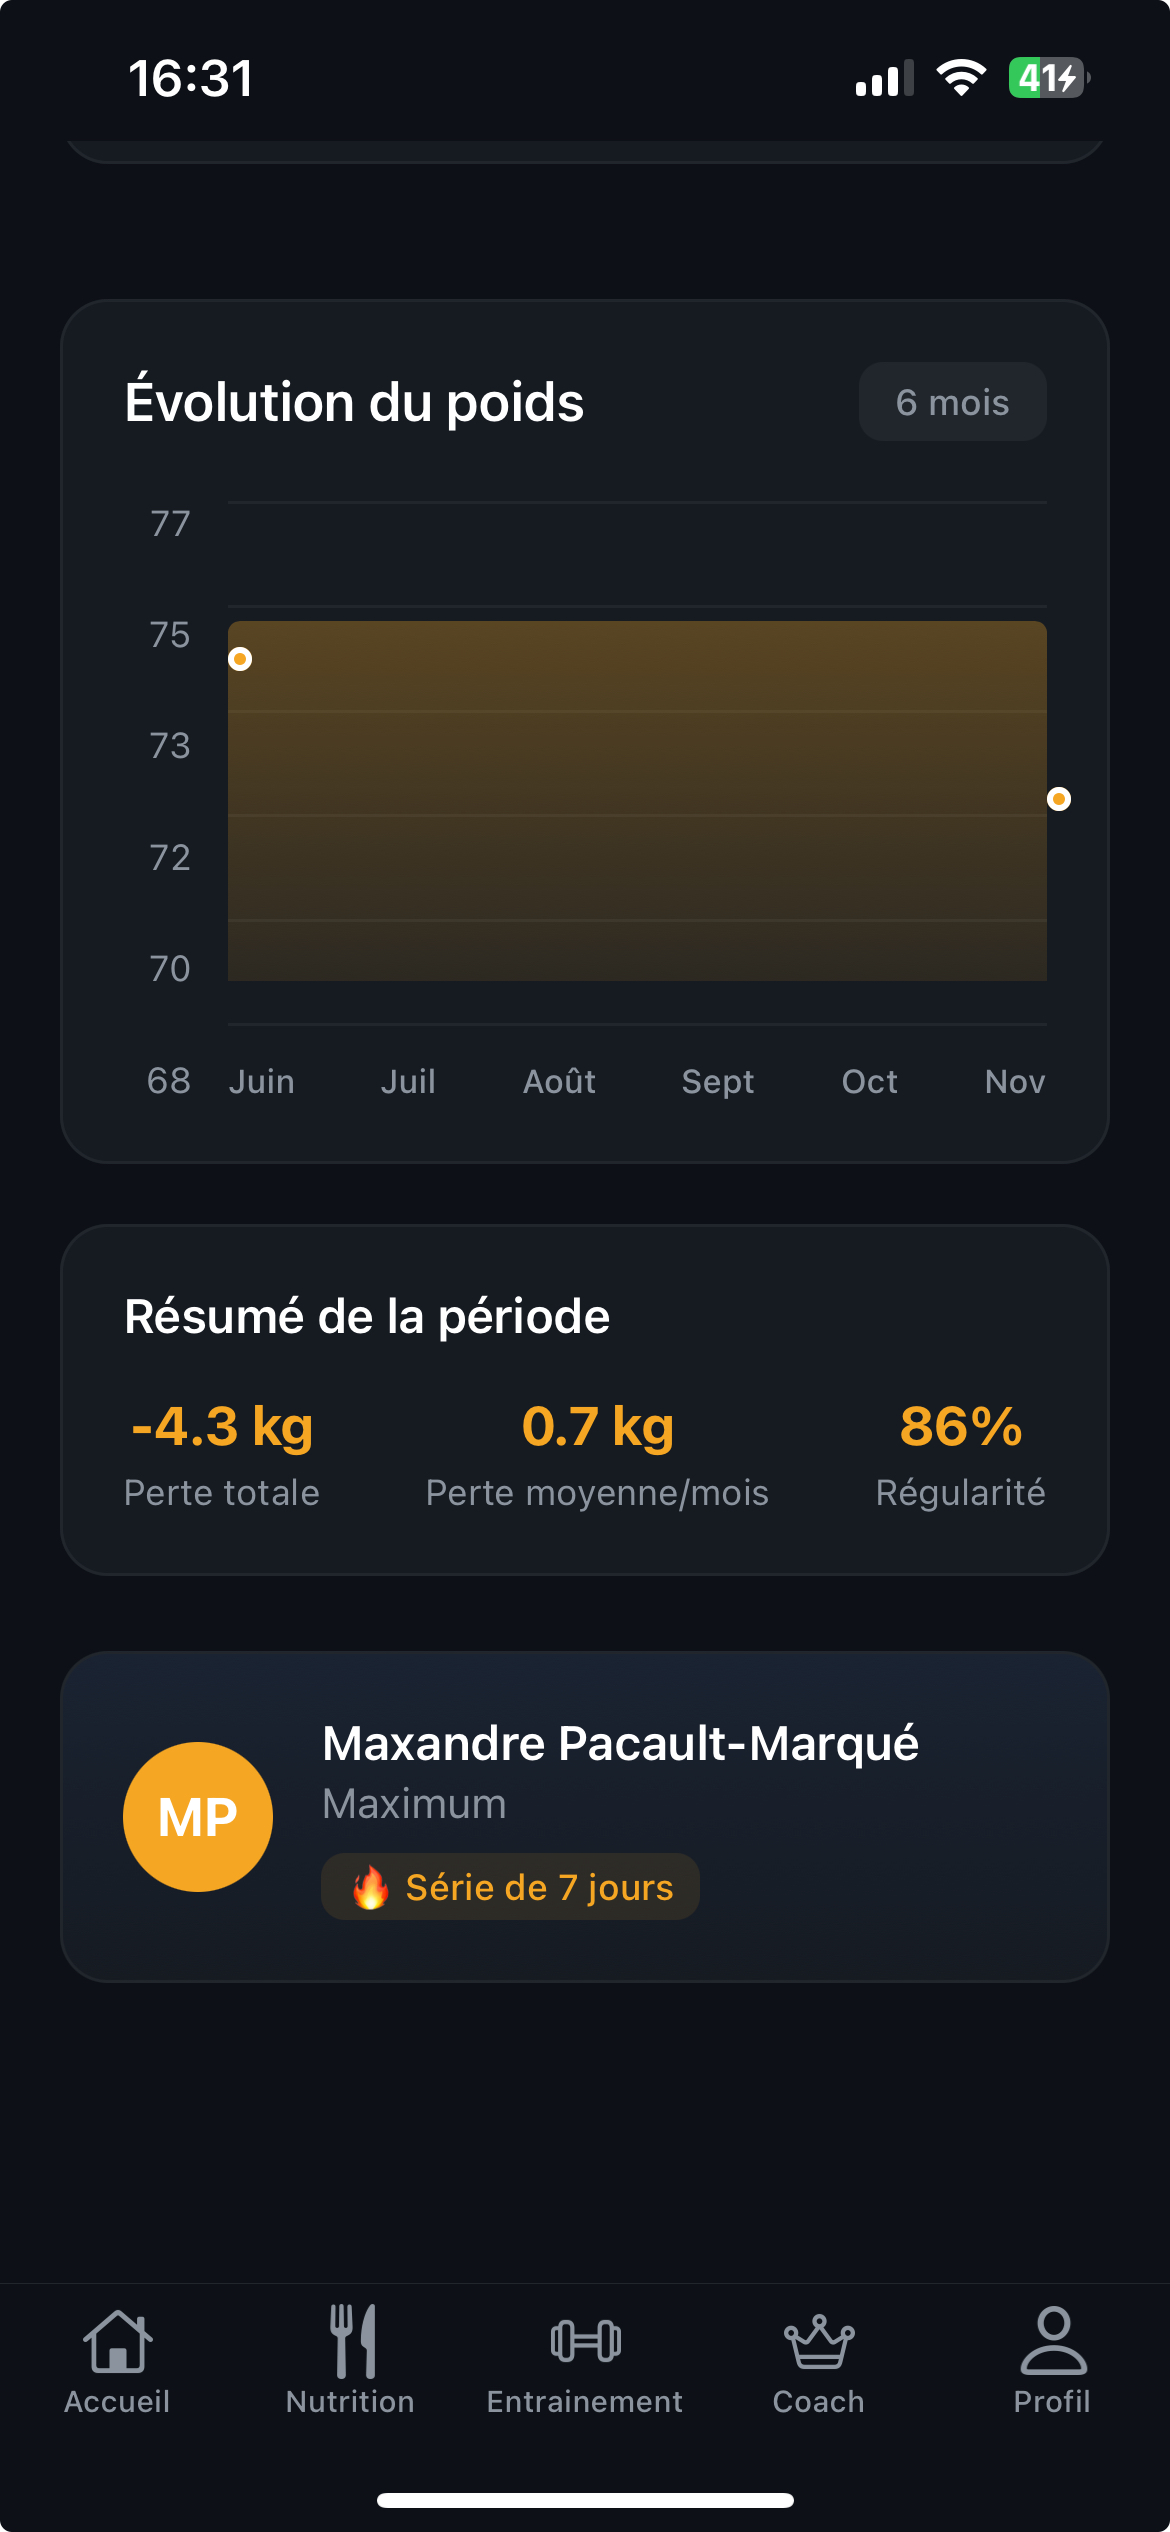 16:31
41
Évolution du poids
6 mois
77
75
73
72
70
68
Juin Juil Août Sept Oct Nov
Résumé de la période
-4.3 kg 0.7 kg 86%
Perte totale Perte moyenne/mois Régularité
MP
Maxandre Pacault-Marqué
Maximum
🔥 Série de 7 jours
Accueil Nutrition Entrainement Coach Profil